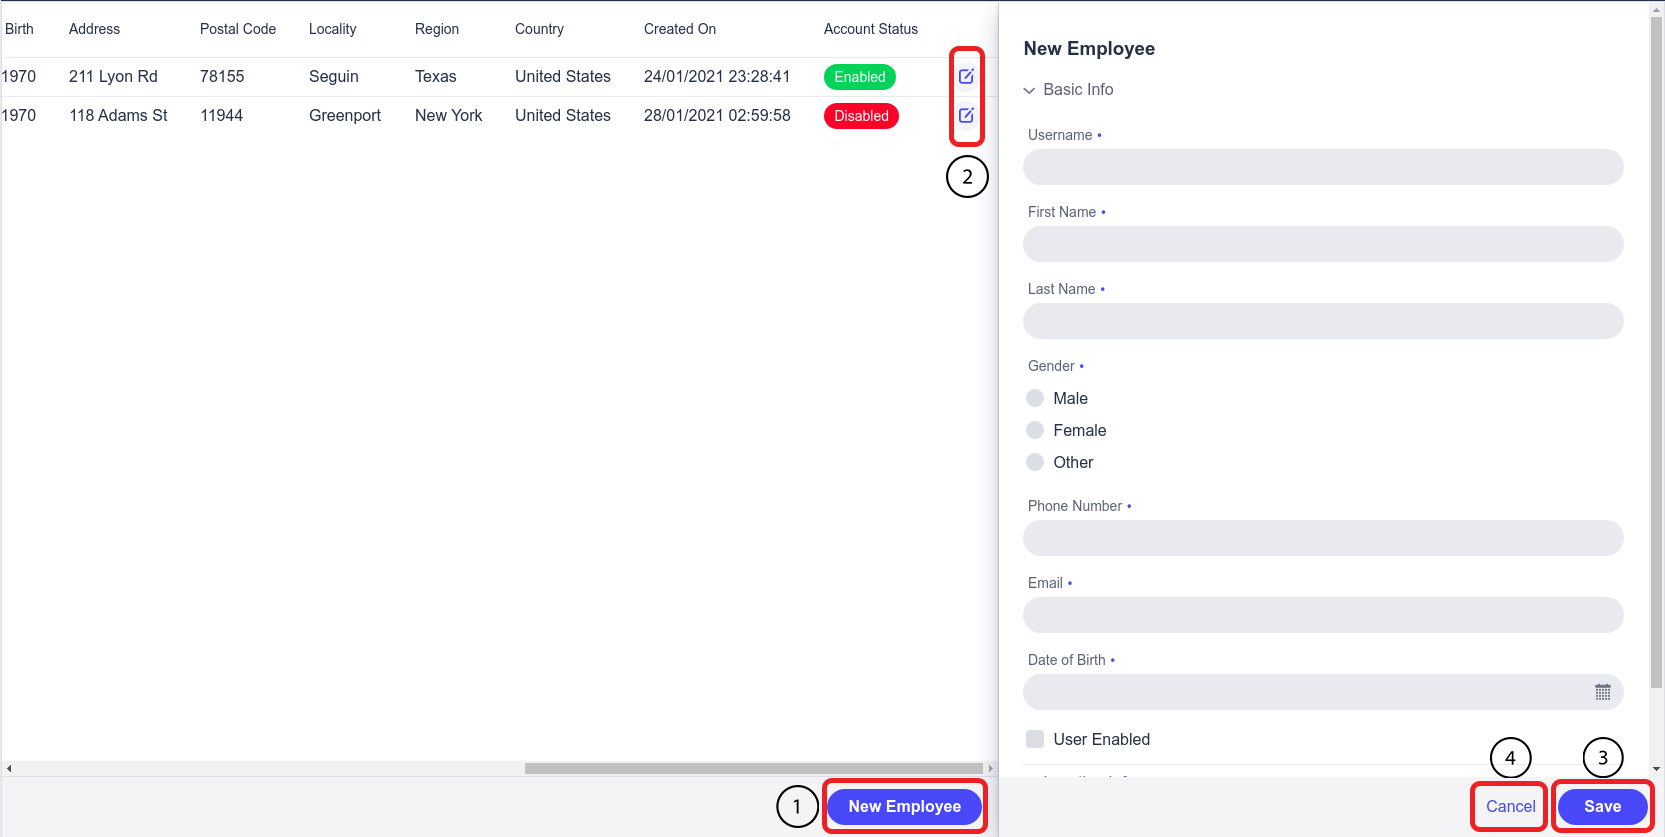 Birth Address Postal Code Locality Region Country Created On Account Status
1970 211 Lyon Rd 78155 Seguin Texas United States 24/01/2021 23:28:41 Enabled
1970 118 Adams St 11944 Greenport New York United States 28/01/2021 02:59:58 Disabled
2
1 New Employee
New Employee
Basic Info
Username •
First Name •
Last Name •
Gender •
Male
Female
Other
Phone Number •
Email •
Date of Birth •
User Enabled
4 3
Cancel Save